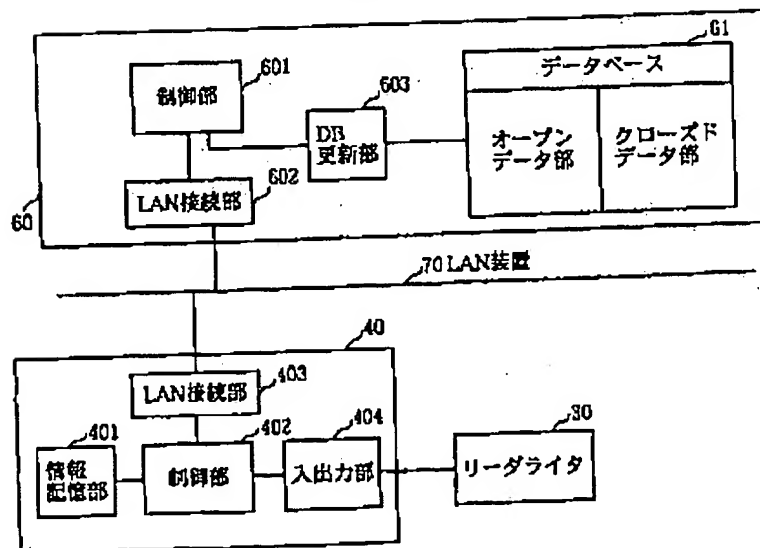 61
601
データベース
制御部
603
DB
更新部
オープン
データ部
クローズド
データ部
602
LAN接続部
60
70 LAN装置
40
LAN接続部
403
401
402
404
30
情報
記憶部
制御部
入出力部
リーダライタ